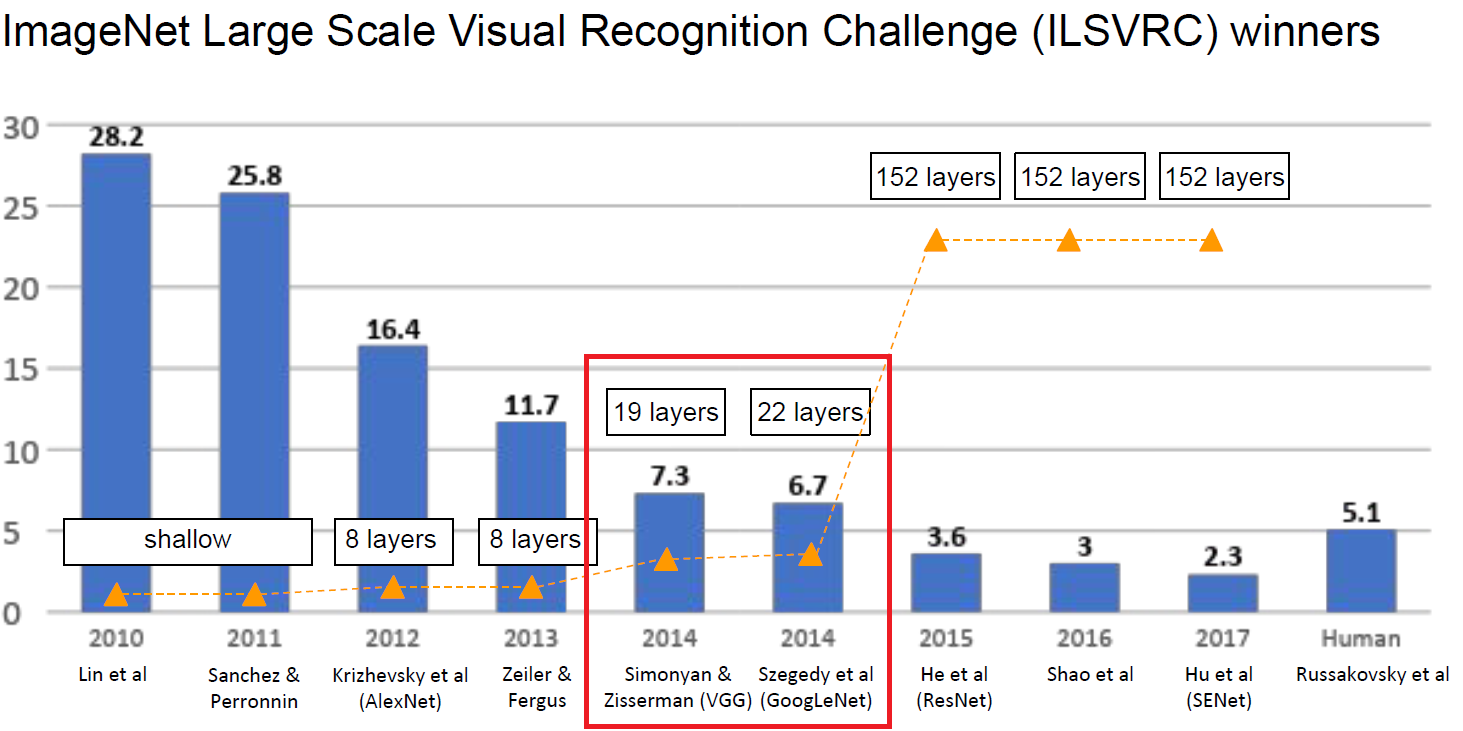 ImageNet Large Scale Visual Recognition Challenge (ILSVRC) winners
30
25
20
15
10
5
0
28.2
25.8
16.4
11.7
7.3
6.7
3.6
3
2.3
5.1
shallow
8 layers
8 layers
19 layers
22 layers
152 layers
152 layers
152 layers
2010
2011
2012
2013
2014
2014
2015
2016
2017
Human
Lin et al
Sanchez &
Perronnin
Krizhevsky et al
(AlexNet)
Zeiler &
Fergus
Simonyan &
Zisserman (VGG)
Szegedy et al
(GoogLeNet)
He et al
(ResNet)
Shao et al
Hu et al
(SENet)
Russakovsky et al